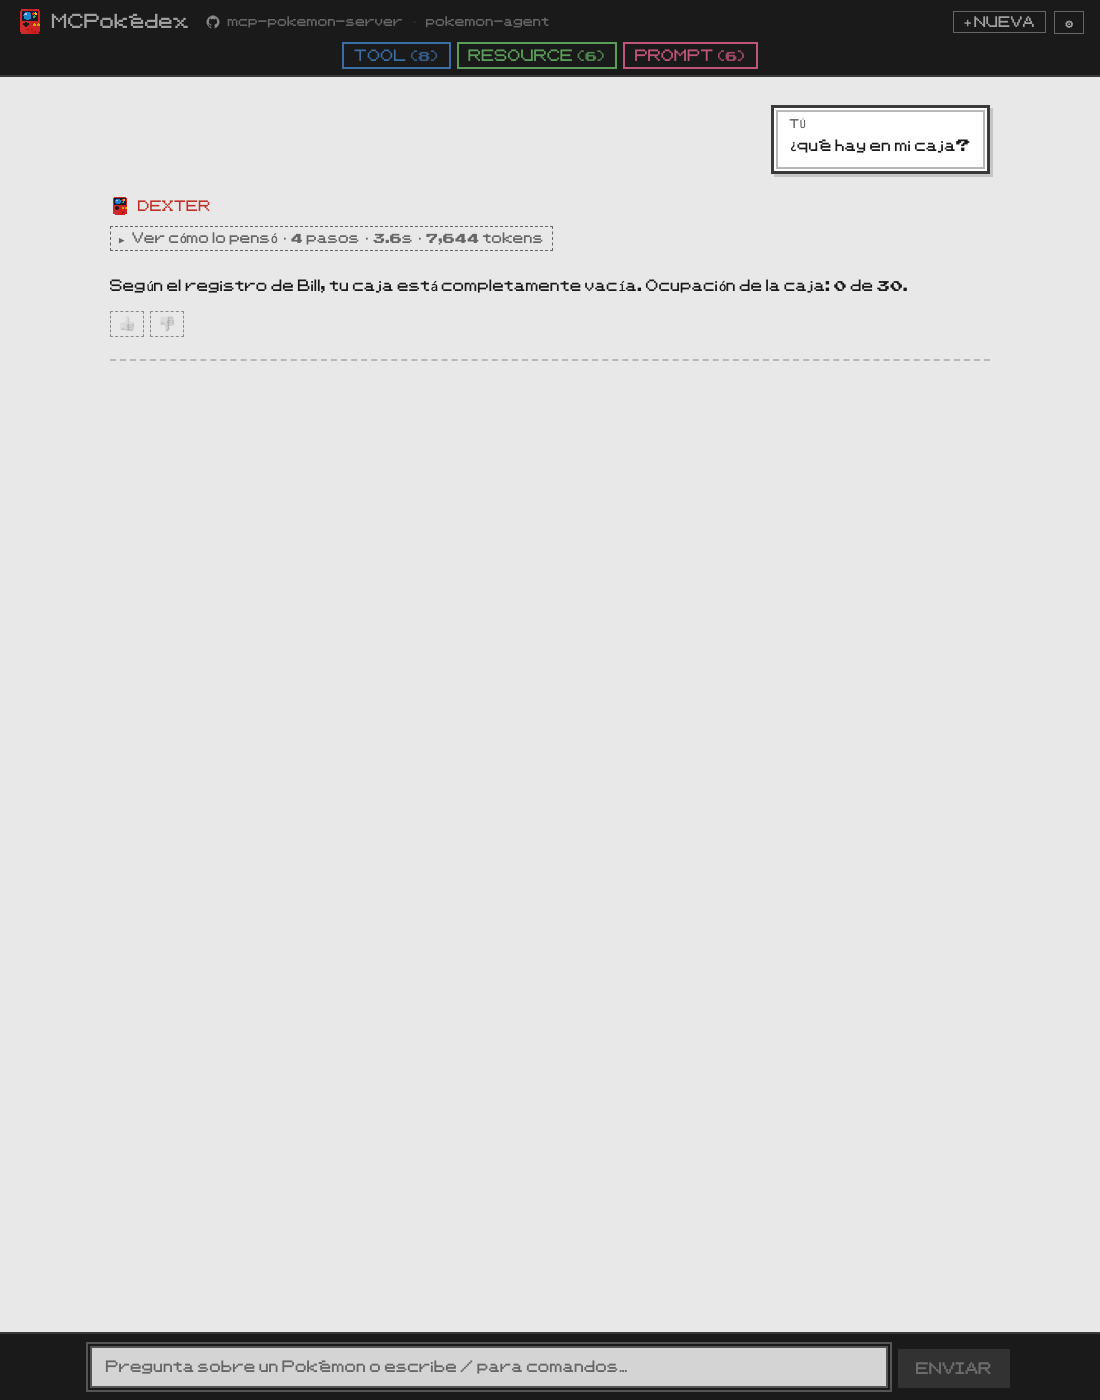 MCPokédex mcp-pokemon-server · pokemon-agent +NUEVA
TOOL (8) RESOURCE (6) PROMPT (6)
TÚ
¿qué hay en mi caja?
DEXTER
▸ Ver cómo lo pensó · 4 pasos · 3.6s · 7,644 tokens
Según el registro de Bill, tu caja está completamente vacía. Ocupación de la caja: 0 de 30.
Pregunta sobre un Pokémon o escribe / para comandos…
ENVIAR